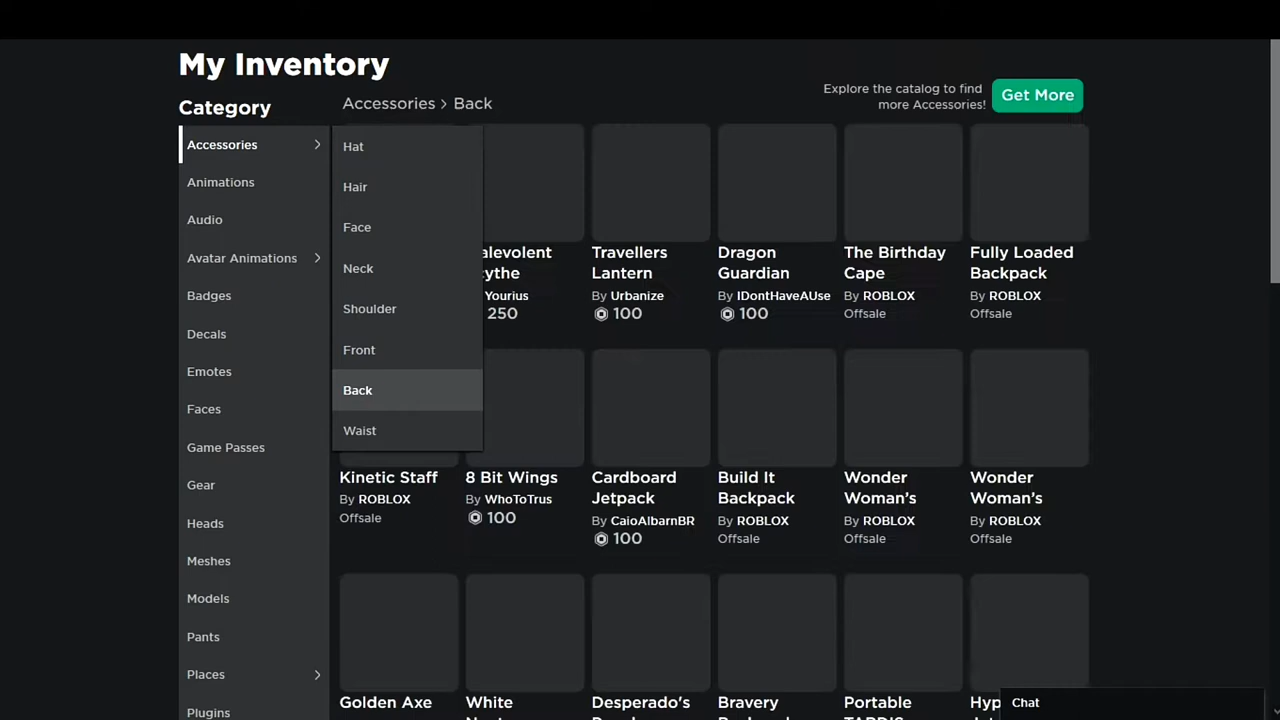 My Inventory
Category
Accessories
Animations
Audio
Avatar Animations
Badges
Decals
Emotes
Faces
Game Passes
Gear
Heads
Meshes
Models
Pants
Places
Plugins
Accessories > Back
Explore the catalog to find
more Accessories!
Get More
Hat
Hair
Face
Neck
Shoulder
Front
Back
Waist
Yourius
250
Travellers
Lantern
By Urbanize
100
Dragon
Guardian
By IDontHaveAUse
100
The Birthday
Cape
By ROBLOX
Offsale
Fully Loaded
Backpack
By ROBLOX
Offsale
Kinetic Staff
By ROBLOX
Offsale
8 Bit Wings
By WhoToTrus
100
Cardboard
Jetpack
By CaioAlbarnBR
100
Build It
Backpack
By ROBLOX
Offsale
Wonder
Woman’s
By ROBLOX
Offsale
Wonder
Woman’s
By ROBLOX
Offsale
Golden Axe
White
Desperado's
Bravery
Portable
Chat